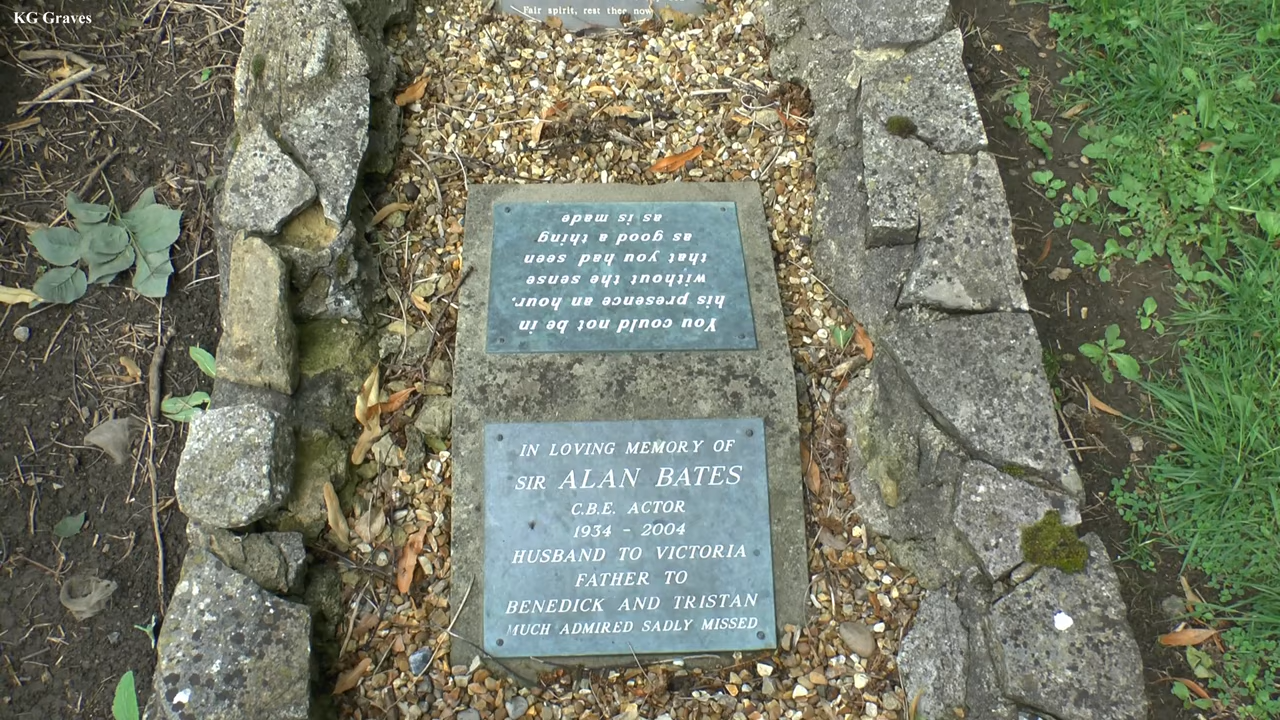 KG Graves
Fair spirit, rest thee now
You could not be in
his presence an hour,
without the sense
that you had seen
as good a thing
as is made
IN LOVING MEMORY OF
SIR ALAN BATES
C.B.E. ACTOR
1934 - 2004
HUSBAND TO VICTORIA
FATHER TO
BENEDICK AND TRISTAN
MUCH ADMIRED SADLY MISSED